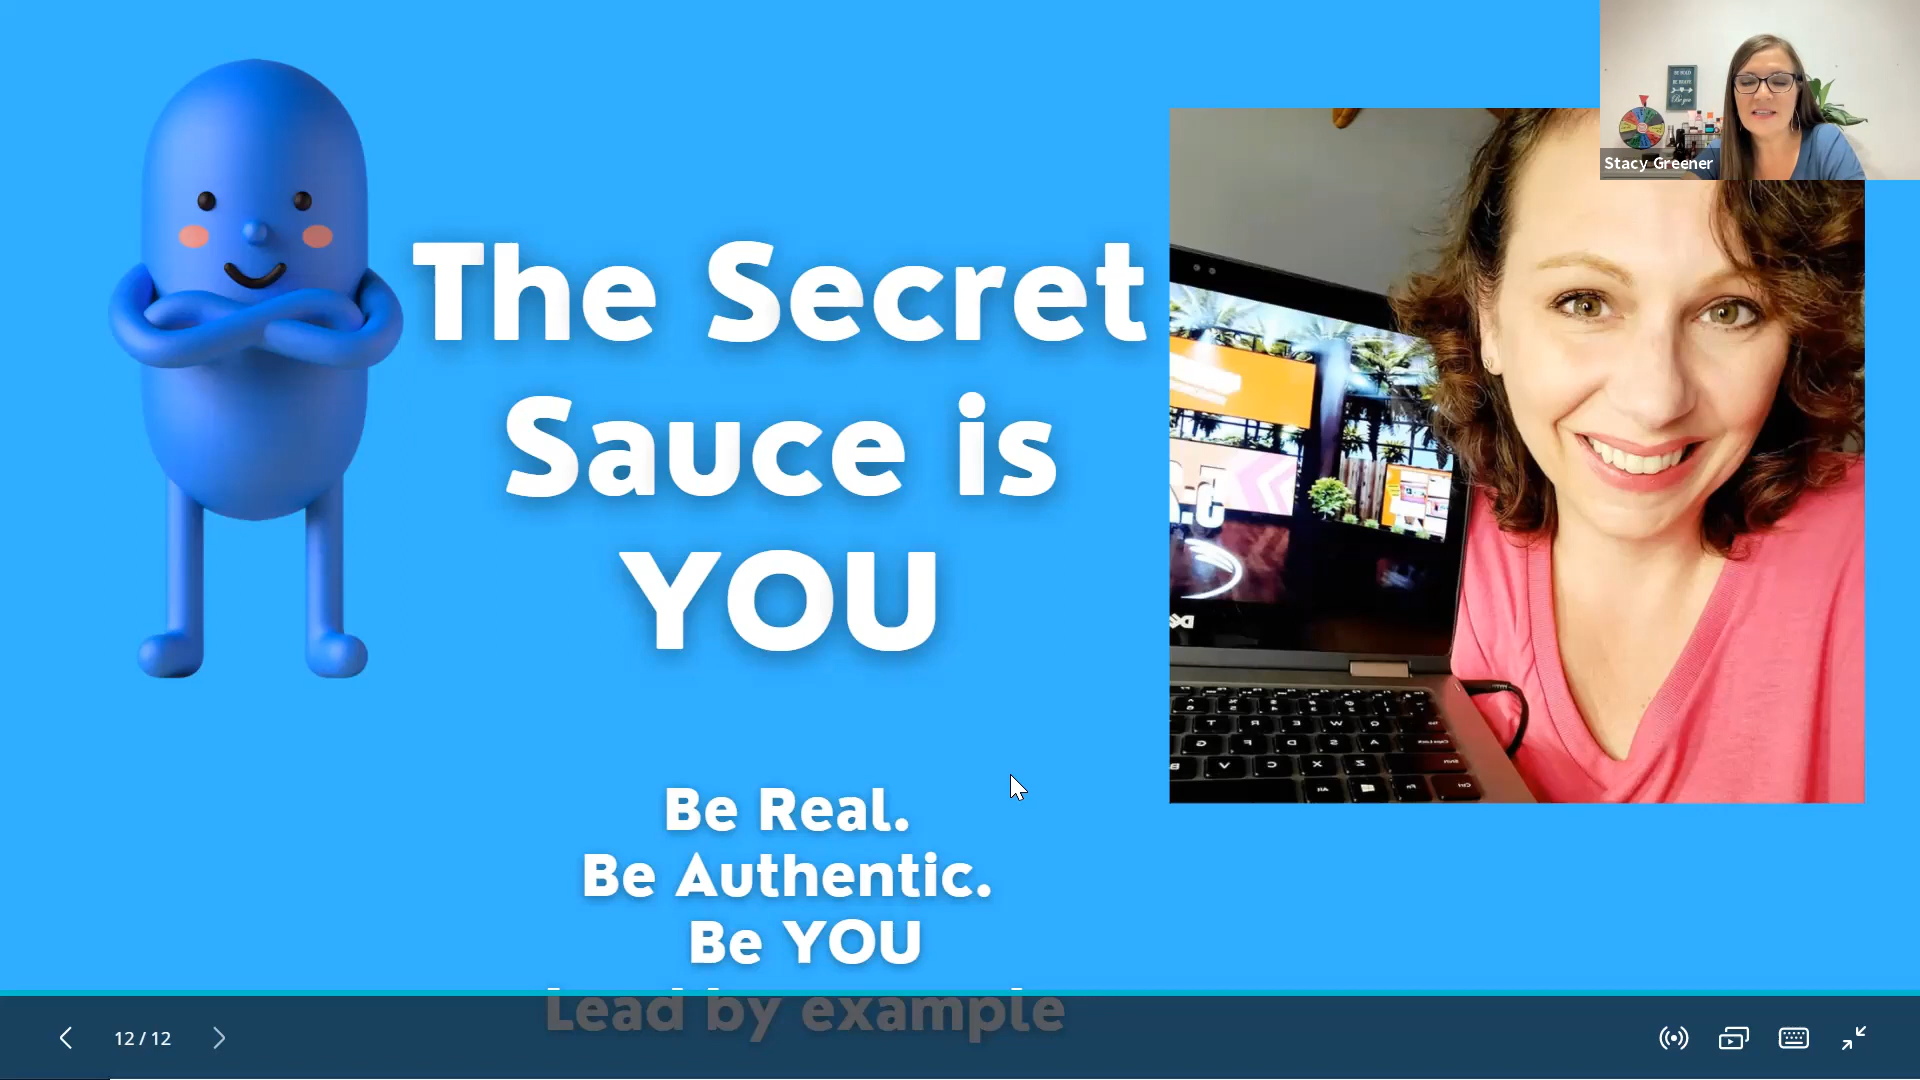 The Secret
Sauce is
YOU
Be Real.
Be Authentic.
Be YOU
Lead by example
Stacy Greener
12 / 12